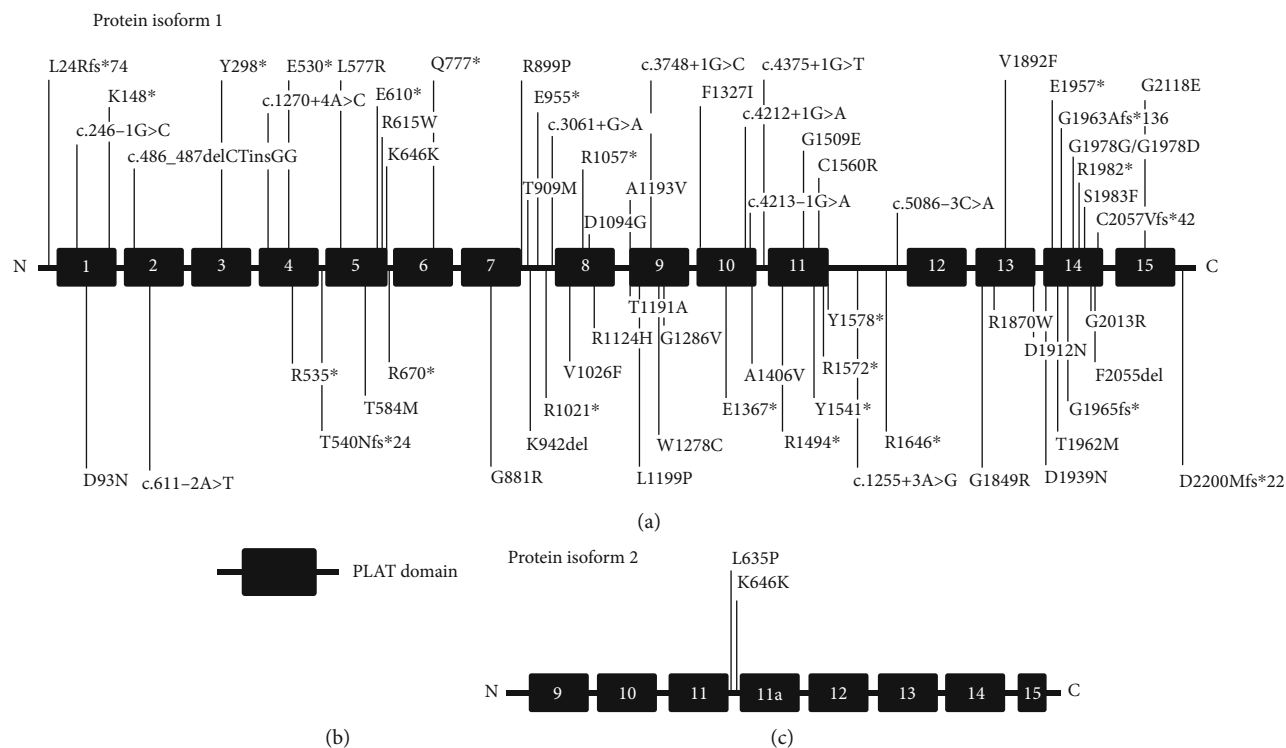 Protein isoform 1
L24Rfs*74
Y298*
E530*
L577R
Q777*
R899P
c.3748+1G>C
c.4375+1G>T
V1892F
G2118E
K148*
c.1270+4A>C
E610*
E955*
F1327I
c.4212+1G>A
E1957*
c.246–1G>C
R615W
c.3061+G>A
G1509E
G1963Afs*136
c.486_487delCTinsGG
K646K
R1057*
C1560R
G1978G/G1978D
T909M
A1193V
c.4213–1G>A
c.5086–3C>A
R1982*
S1983F
D1094G
C2057Vfs*42
N
1
2
3
4
5
6
7
8
9
10
11
12
13
14
15
C
T1191A
Y1578*
R1870W
G2013R
R1124H
G1286V
D1912N
R535*
R670*
V1026F
A1406V
R1572*
F2055del
T584M
R1021*
E1367*
Y1541*
G1965fs*
T540Nfs*24
K942del
W1278C
R1494*
R1646*
T1962M
D93N
c.611–2A>T
G881R
L1199P
c.1255+3A>G
G1849R
D1939N
D2200Mfs*22
(a)
PLAT domain
(b)
Protein isoform 2
L635P
K646K
N
9
10
11
11a
12
13
14
15
C
(c)